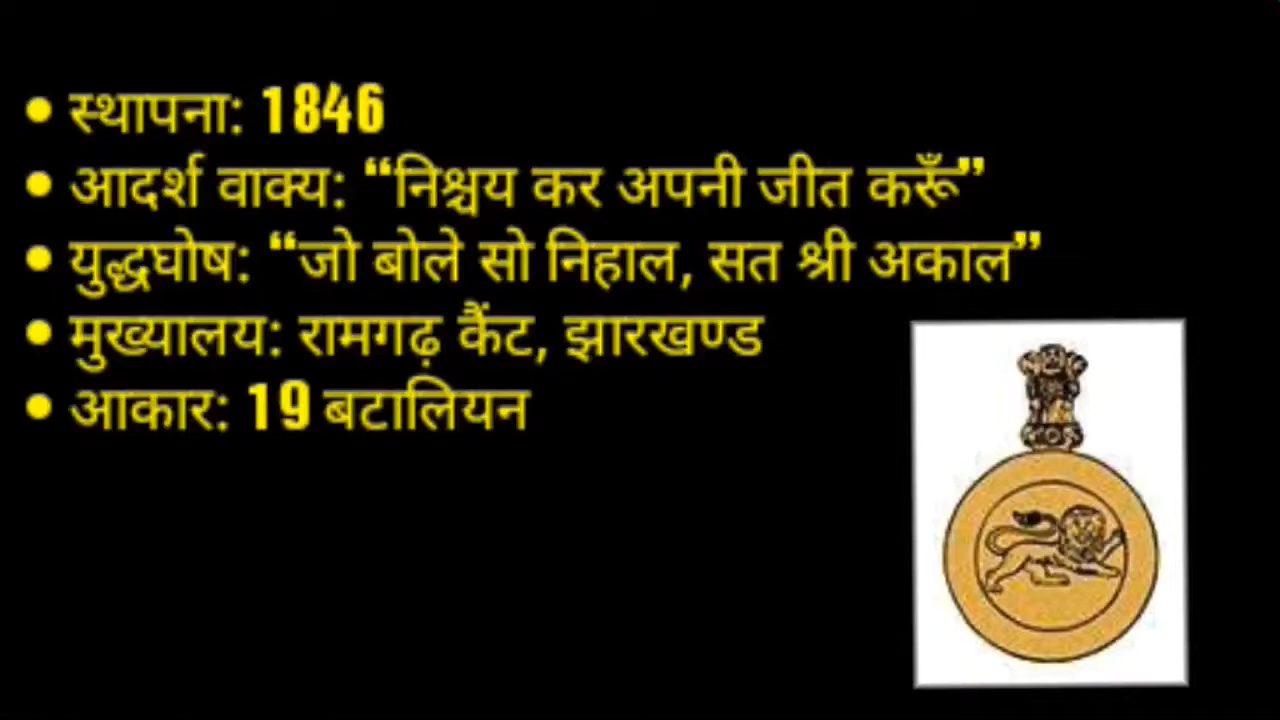 • स्थापना: 1846
• आदर्श वाक्य: “निश्चय कर अपनी जीत करूँ”
• युद्धघोष: “जो बोले सो निहाल, सत श्री अकाल”
• मुख्यालय: रामगढ़ कैंट, झारखण्ड
• आकार: 19 बटालियन